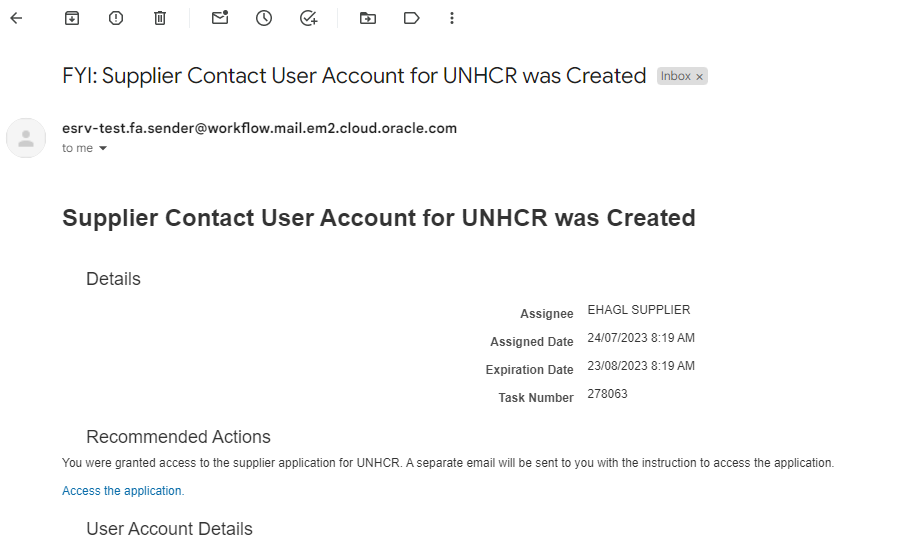 FYI: Supplier Contact User Account for UNHCR was Created Inbox ×
esrv-test.fa.sender@workflow.mail.em2.cloud.oracle.com
to me
Supplier Contact User Account for UNHCR was Created
Details
Assignee EHAGL SUPPLIER
Assigned Date 24/07/2023 8:19 AM
Expiration Date 23/08/2023 8:19 AM
Task Number 278063
Recommended Actions
You were granted access to the supplier application for UNHCR. A separate email will be sent to you with the instruction to access the application.
Access the application.
User Account Details